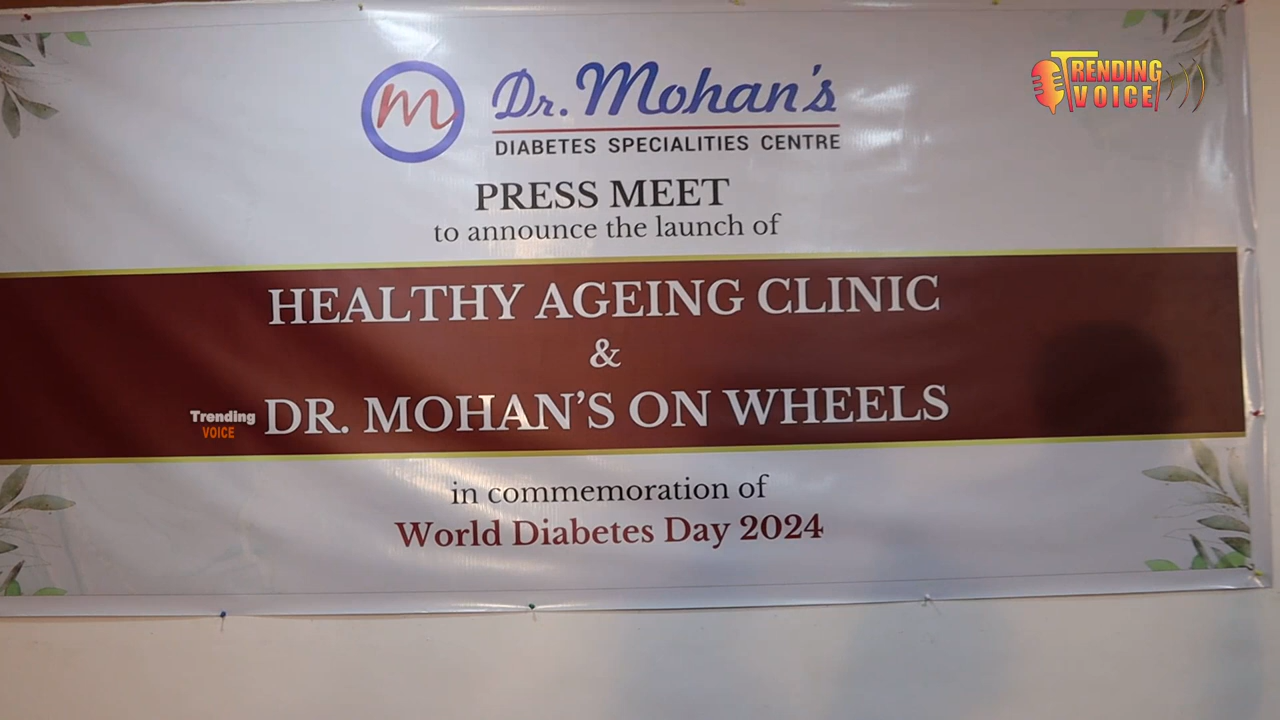 m
Dr. Mohan's
DIABETES SPECIALITIES CENTRE
TRENDING
VOICE
PRESS MEET
to announce the launch of
HEALTHY AGEING CLINIC
&
DR. MOHAN'S ON WHEELS
Trending
VOICE
in commemoration of
World Diabetes Day 2024